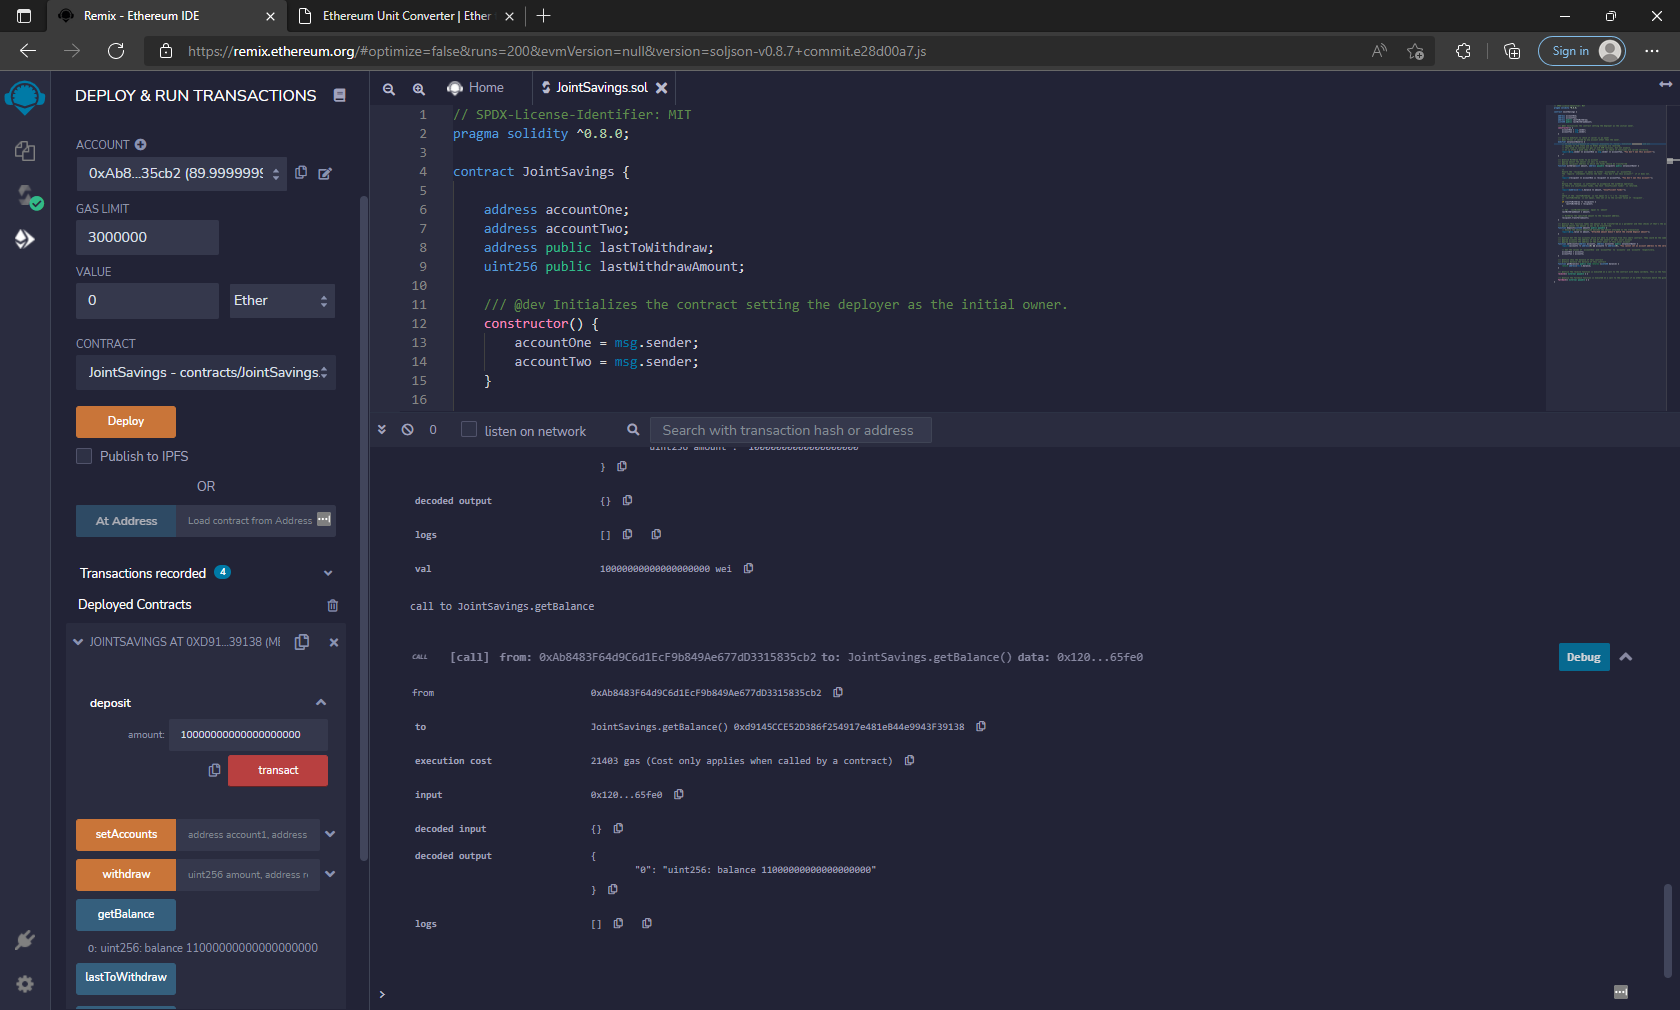 Remix - Ethereum IDE
Ethereum Unit Converter | Ether
https://remix.ethereum.org/#optimize=false&runs=200&evmVersion=null&version=soljson-v0.8.7+commit.e28d00a7.js
Sign in
DEPLOY & RUN TRANSACTIONS
ACCOUNT
0xAb8...35cb2 (89.9999999
GAS LIMIT
3000000
VALUE
0
Ether
CONTRACT
JointSavings - contracts/JointSavings.
Deploy
Publish to IPFS
OR
At Address
Load contract from Address
Transactions recorded 4
Deployed Contracts
JOINTSAVINGS AT 0XD91...39138 (ME
deposit
amount:
10000000000000000000
transact
setAccounts
address account1, address
withdraw
uint256 amount, address r
getBalance
0: uint256: balance 11000000000000000000
lastToWithdraw
Home
JointSavings.sol
1 // SPDX-License-Identifier: MIT
2 pragma solidity ^0.8.0;
3
4 contract JointSavings {
5
6 address accountOne;
7 address accountTwo;
8 address public lastToWithdraw;
9 uint256 public lastWithdrawAmount;
10
11 /// @dev Initializes the contract setting the deployer as the initial owner.
12 constructor() {
13 accountOne = msg.sender;
14 accountTwo = msg.sender;
15 }
16
0
listen on network
Search with transaction hash or address
"uint256 amount": "10000000000000000000"
}
decoded output {}
logs []
val 10000000000000000000 wei
call to JointSavings.getBalance
CALL [call] from: 0xAb8483F64d9C6d1EcF9b849Ae677dD3315835cb2 to: JointSavings.getBalance() data: 0x120...65fe0
Debug
from 0xAb8483F64d9C6d1EcF9b849Ae677dD3315835cb2
to JointSavings.getBalance() 0xd9145CCE52D386f254917e481eB44e9943F39138
execution cost 21403 gas (Cost only applies when called by a contract)
input 0x120...65fe0
decoded input {}
decoded output {
"0": "uint256: balance 11000000000000000000"
}
logs []
>